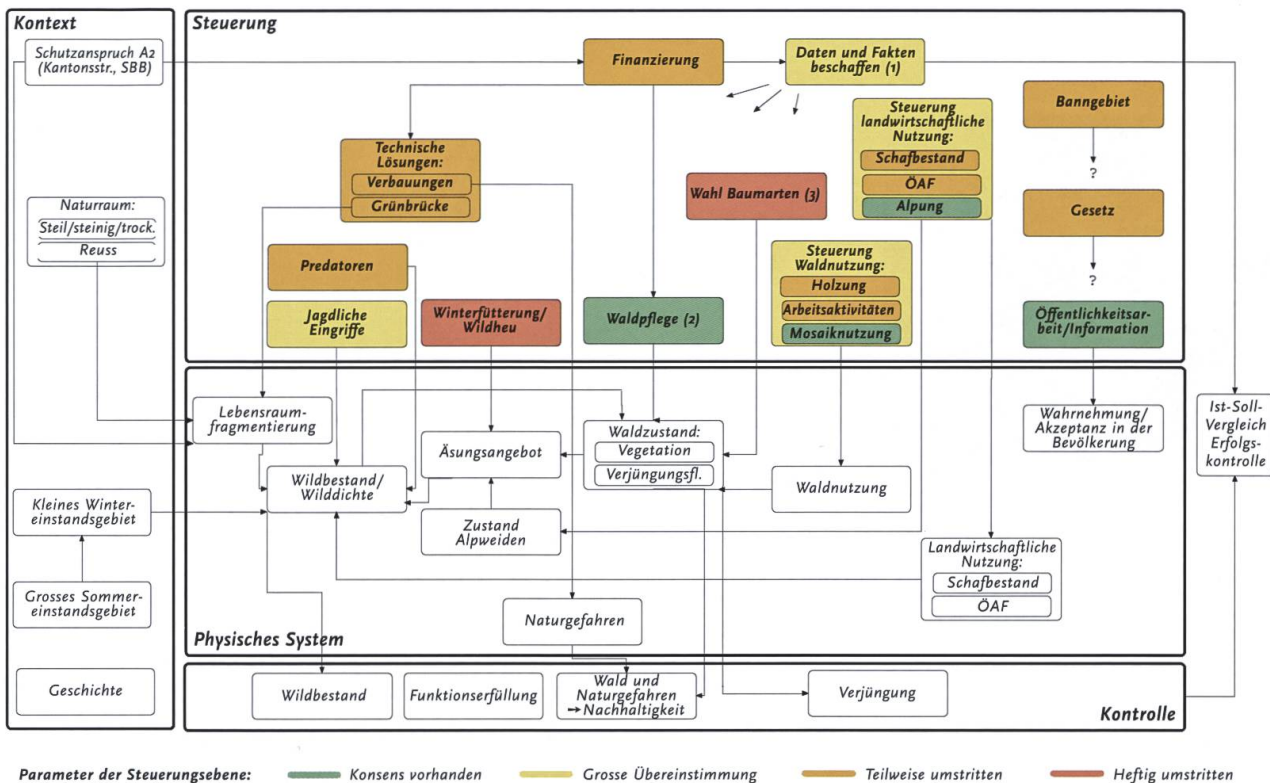 Kontext
Schutzanspruch A2
(Kantonsstr., SBB)
Naturraum:
Steil/steinig/trock.
Reuss
Kleines Winter-
einstandsgebiet
Grosses Sommer-
einstandsgebiet
Geschichte
Steuerung
Finanzierung
Daten und Fakten
beschaffen (1)
Technische
Lösungen:
Verbauungen
Grünbrücke
Steuerung
landwirtschaftliche
Nutzung:
Schafbestand
ÖAF
Alpung
Banngebiet
?
Gesetz
?
Wahl Baumarten (3)
Predatoren
Steuerung
Waldnutzung:
Holzung
Arbeitsaktivitäten
Mosaiknutzung
Jagdliche
Eingriffe
Winterfütterung/
Wildheu
Waldpflege (2)
Öffentlichkeitsar-
beit/Information
Lebensraum-
fragmentierung
Wildbestand/
Wilddichte
Äsungsangebot
Zustand
Alpweiden
Waldzustand:
Vegetation
Verjüngungsfl.
Waldnutzung
Wahrnehmung/
Akzeptanz in der
Bevölkerung
Landwirtschaftliche
Nutzung:
Schafbestand
ÖAF
Naturgefahren
Physisches System
Ist-Soll-
Vergleich
Erfolgs-
kontrolle
Wildbestand
Funktionserfüllung
Wald und
Naturgefahren
→ Nachhaltigkeit
Verjüngung
Kontrolle
Parameter der Steuerungsebene:
Konsens vorhanden
Grosse Übereinstimmung
Teilweise umstritten
Heftig umstritten